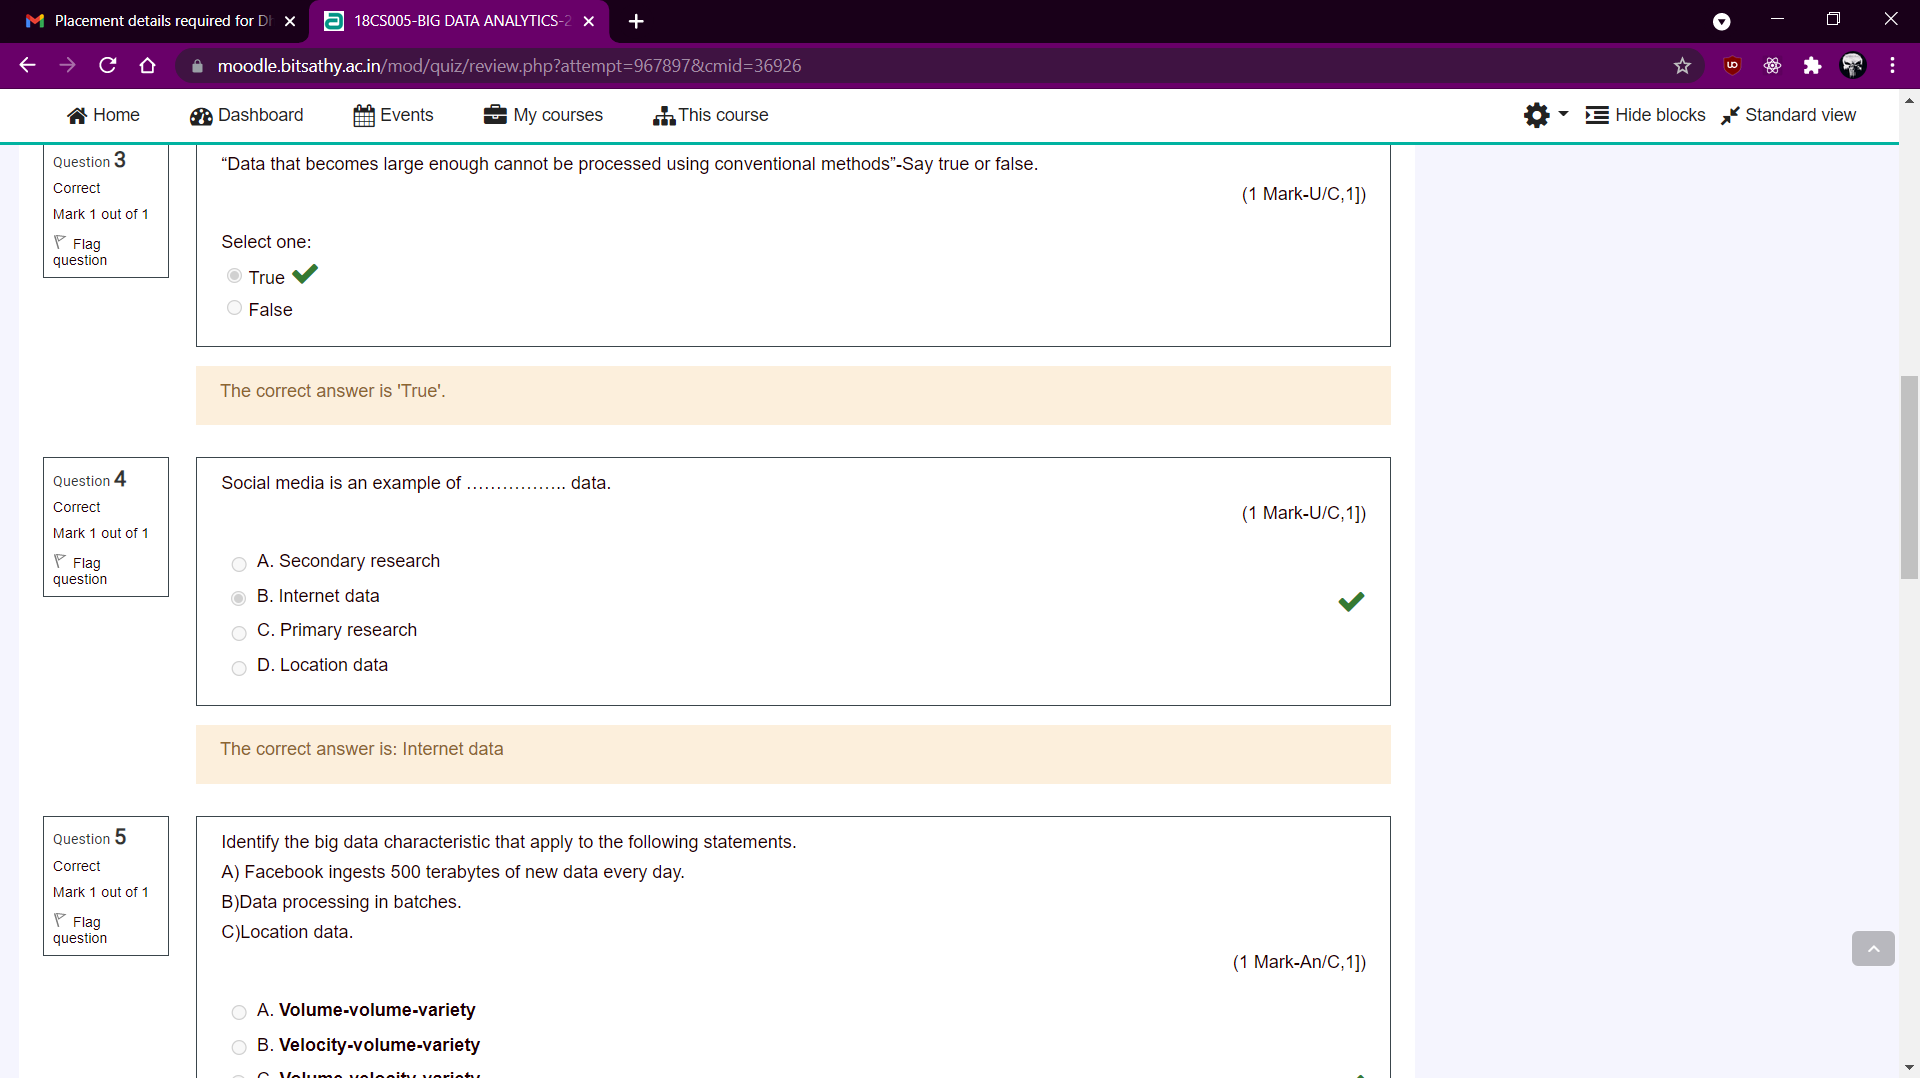 Placement details required for Dh
18CS005-BIG DATA ANALYTICS-2
moodle.bitsathy.ac.in/mod/quiz/review.php?attempt=967897&cmid=36926
Home
Dashboard
Events
My courses
This course
Hide blocks
Standard view
Question 3
Correct
Mark 1 out of 1
Flag question
“Data that becomes large enough cannot be processed using conventional methods”-Say true or false.
(1 Mark-U/C,1])
Select one:
True
False
The correct answer is 'True'.
Question 4
Correct
Mark 1 out of 1
Flag question
Social media is an example of …………….. data.
(1 Mark-U/C,1])
A. Secondary research
B. Internet data
C. Primary research
D. Location data
The correct answer is: Internet data
Question 5
Correct
Mark 1 out of 1
Flag question
Identify the big data characteristic that apply to the following statements.
A) Facebook ingests 500 terabytes of new data every day.
B)Data processing in batches.
C)Location data.
(1 Mark-An/C,1])
A. Volume-volume-variety
B. Velocity-volume-variety
C. Volume-velocity-variety